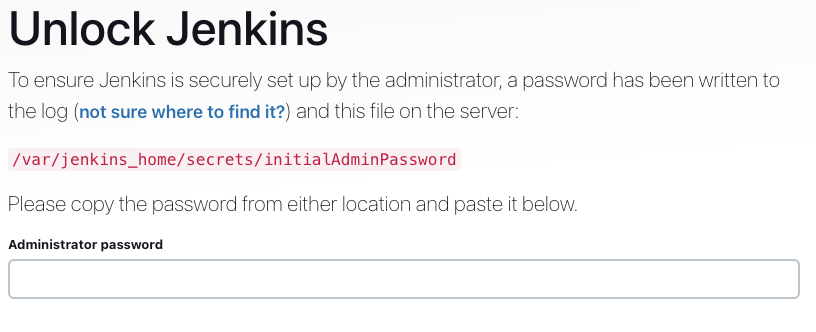 Unlock Jenkins
To ensure Jenkins is securely set up by the administrator, a password has been written to
the log (not sure where to find it?) and this file on the server:
/var/jenkins_home/secrets/initialAdminPassword
Please copy the password from either location and paste it below.
Administrator password